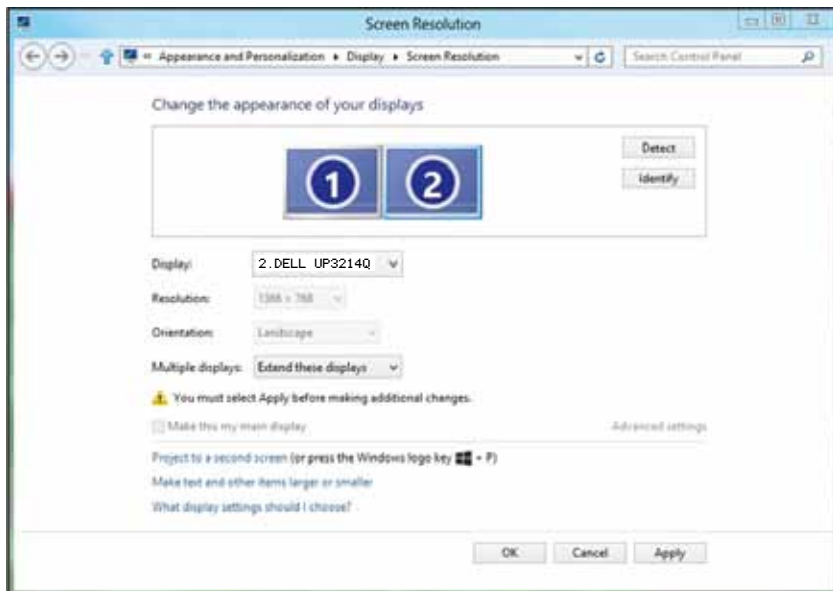 Screen Resolution
Appearance and Personalization ▸ Display ▸ Screen Resolution
Search Control Panel
Change the appearance of your displays
1 2
Detect
Identify
Display: 2.DELL UP3214Q
Resolution: 1366 × 768
Orientation: Landscape
Multiple displays: Extend these displays
You must select Apply before making additional changes.
Make this my main display
Advanced settings
Project to a second screen (or press the Windows logo key + P)
Make text and other items larger or smaller
What display settings should I choose?
OK Cancel Apply